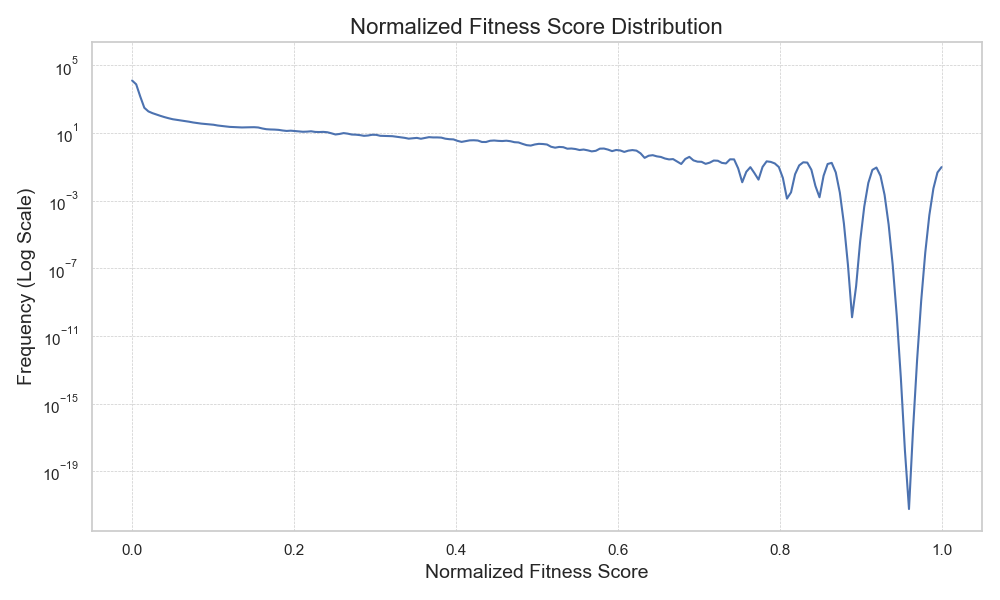 Normalized Fitness Score Distribution
Frequency (Log Scale)
10^5
10^1
10^−3
10^−7
10^−11
10^−15
10^−19
0.0 0.2 0.4 0.6 0.8 1.0
Normalized Fitness Score